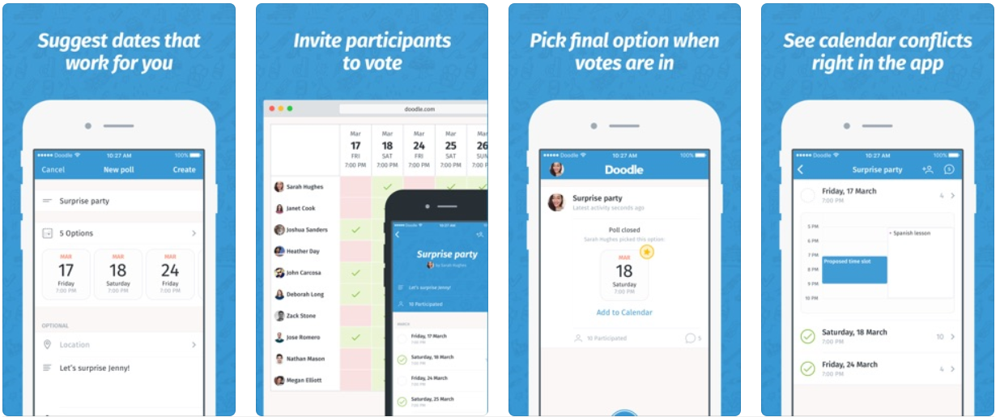 Suggest dates that
work for you
Doodle
10:27 AM
100%
Cancel
New poll
Create
Surprise party
5 Options
MAR
17
Friday
7:00 PM
MAR
18
Saturday
7:00 PM
MAR
24
Friday
7:00 PM
OPTIONAL
Location
Let's surprise Jenny!
Invite participants
to vote
doodle.com
Mar
17
FRI
7:00 PM
Mar
18
SAT
7:00 PM
Mar
24
FRI
7:00 PM
Mar
25
SAT
7:00 PM
Mar
26
SUN
7:00 P
Sarah Hughes
Janet Cook
Joshua Sanders
Heather Day
John Carcosa
Deborah Long
Zack Stone
Jose Romero
Nathan Mason
Megan Elliott
Doodle
10:27 AM
Surprise party
by Sarah Hughes
Let's surprise Jenny!
10 Participated
MARCH
Friday, 17 March
7:00 PM
Saturday, 18 March
7:00 PM
Friday, 24 March
7:00 PM
Saturday, 25 March
7:00 PM
Pick final option when
votes are in
Doodle
10:27 AM
100%
Doodle
Surprise party
Latest activity seconds ago
Poll closed
Sarah Hughes picked this option
MAR
18
Saturday
7:00 PM
Add to Calendar
10 Participated
5
See calendar conflicts
right in the app
Doodle
10:27 AM
100%
Surprise party
5
Friday, 17 March
7:00 PM
4
5 PM
6 PM
7 PM
8 PM
9 PM
10 PM
Spanish lesson
Proposed time slot
Saturday, 18 March
7:00 PM
10
Friday, 24 March
7:00 PM
4